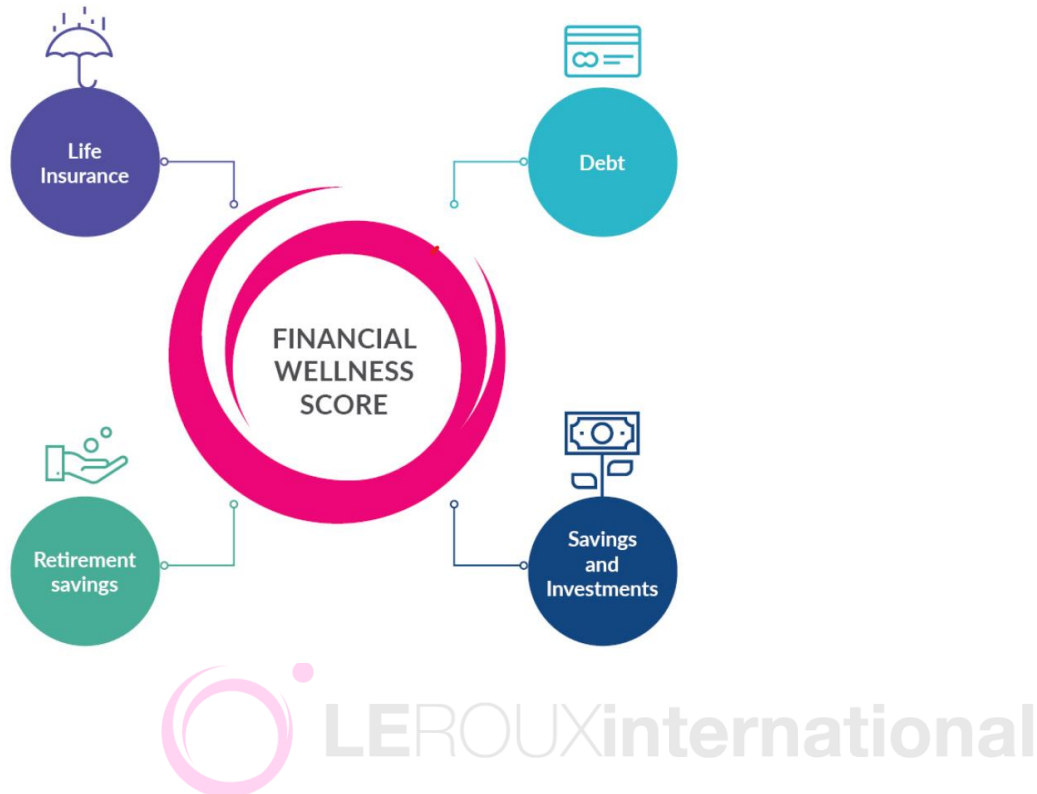 Life
Insurance
Debt
FINANCIAL
WELLNESS
SCORE
Retirement
savings
Savings
and
Investments
LEROUXinternational